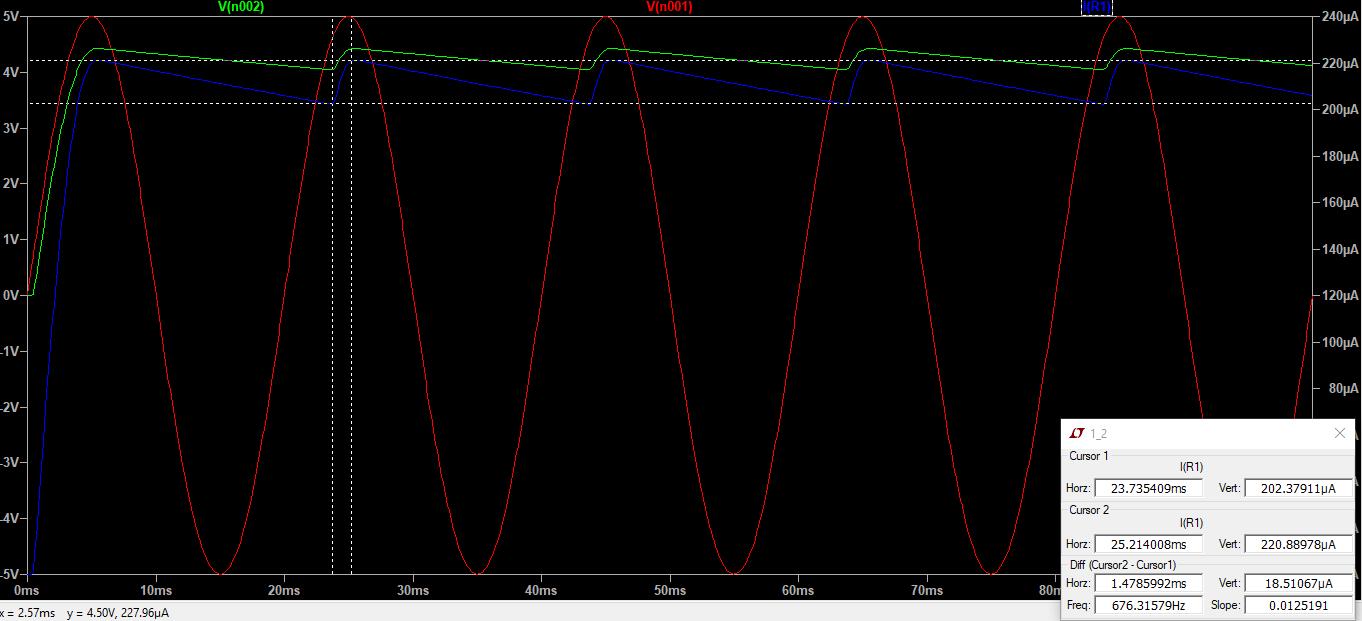 V(n002) V(n001) I(R1)
5V 240µA
4V 220µA
3V 200µA
2V 180µA
1V 160µA
0V 140µA
-1V 120µA
-2V 100µA
-3V 80µA
-4V
-5V
0ms 10ms 20ms 30ms 40ms 50ms 60ms 70ms 80m
x = 2.57ms y = 4.50V, 227.96µA
1_2
Cursor 1
I(R1)
Horz: 23.735409ms Vert: 202.37911µA
Cursor 2
I(R1)
Horz: 25.214008ms Vert: 220.88978µA
Diff (Cursor2 - Cursor1)
Horz: 1.4785992ms Vert: 18.51067µA
Freq: 676.31579Hz Slope: 0.0125191